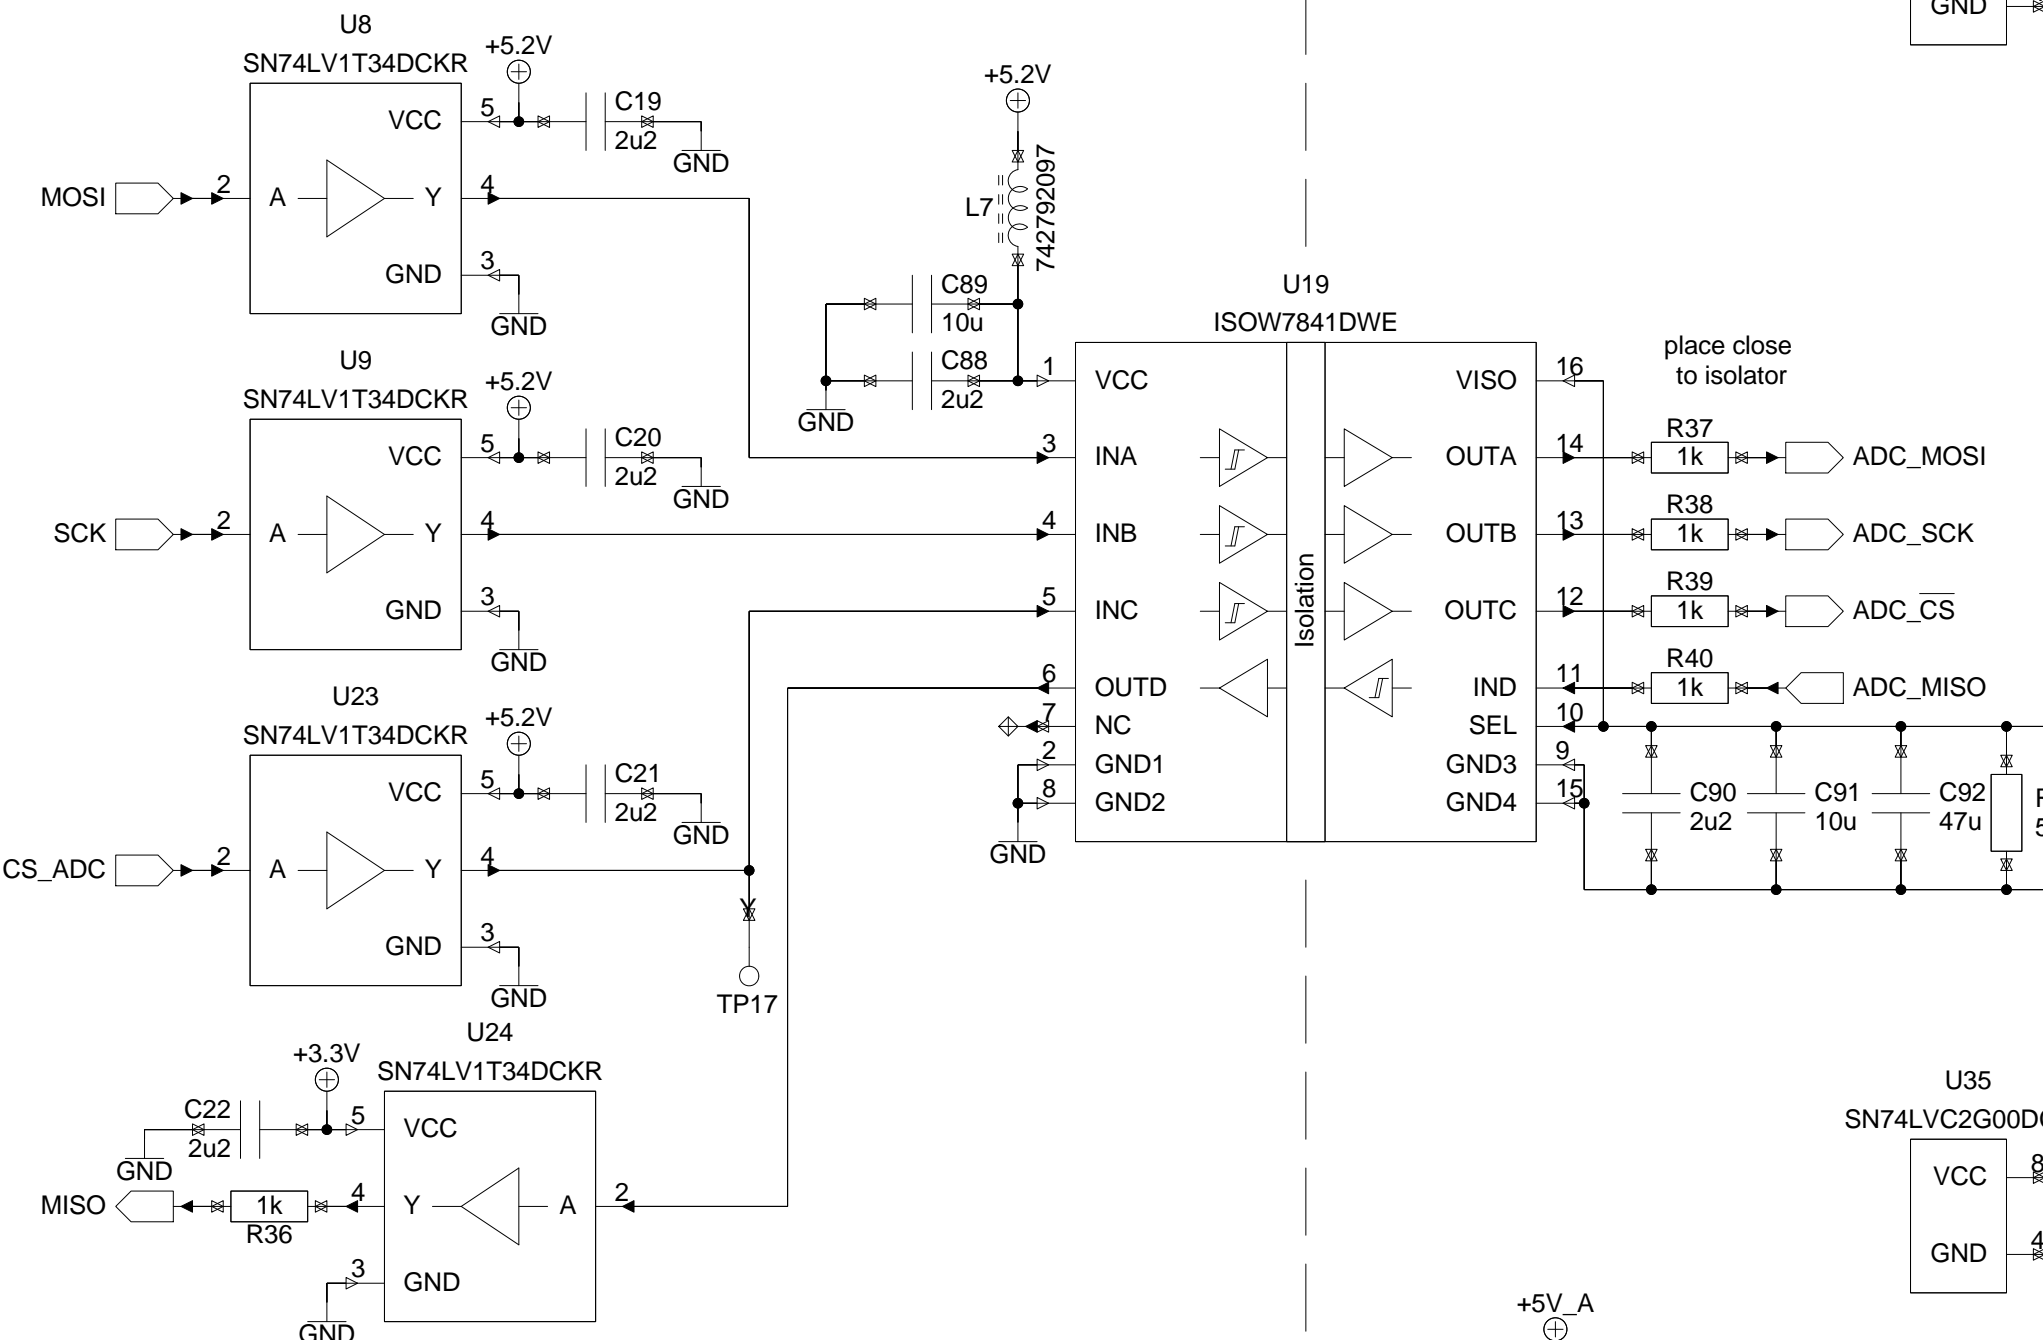 GND
U8
SN74LV1T34DCKR
+5.2V
VCC
5
C19
2u2
GND
MOSI
2
A
Y
4
GND
3
GND
+5.2V
L7
742792097
C89
10u
C88
2u2
GND
U9
SN74LV1T34DCKR
+5.2V
VCC
5
C20
2u2
GND
SCK
2
A
Y
4
GND
3
GND
U23
SN74LV1T34DCKR
+5.2V
VCC
5
C21
2u2
GND
CS_ADC
2
A
Y
4
GND
3
GND
TP17
U24
SN74LV1T34DCKR
+3.3V
C22
2u2
GND
5
VCC
MISO
1k
R36
4
Y
A
2
3
GND
GND
U19
ISOW7841DWE
Isolation
1
VCC
3
INA
4
INB
5
INC
6
OUTD
7
NC
2
GND1
8
GND2
GND
VISO
16
OUTA
14
OUTB
13
OUTC
12
IND
11
SEL
10
GND3
9
GND4
15
place close
to isolator
R37
1k
ADC_MOSI
R38
1k
ADC_SCK
R39
1k
ADC_CS
R40
1k
ADC_MISO
C90
2u2
C91
10u
C92
47u
U35
SN74LVC2G00D
VCC
8
GND
4
+5V_A